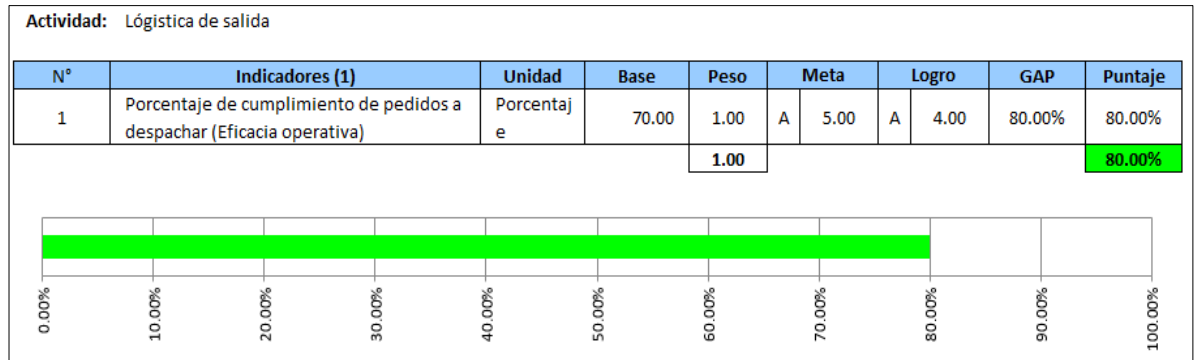 Actividad: Lógistica de salida
N° Indicadores (1) Unidad Base Peso Meta Logro GAP Puntaje
1 Porcentaje de cumplimiento de pedidos a despachar (Eficacia operativa) Porcentaje 70.00 1.00 A 5.00 A 4.00 80.00% 80.00%
1.00 80.00%
0.00% 10.00% 20.00% 30.00% 40.00% 50.00% 60.00% 70.00% 80.00% 90.00% 100.00%